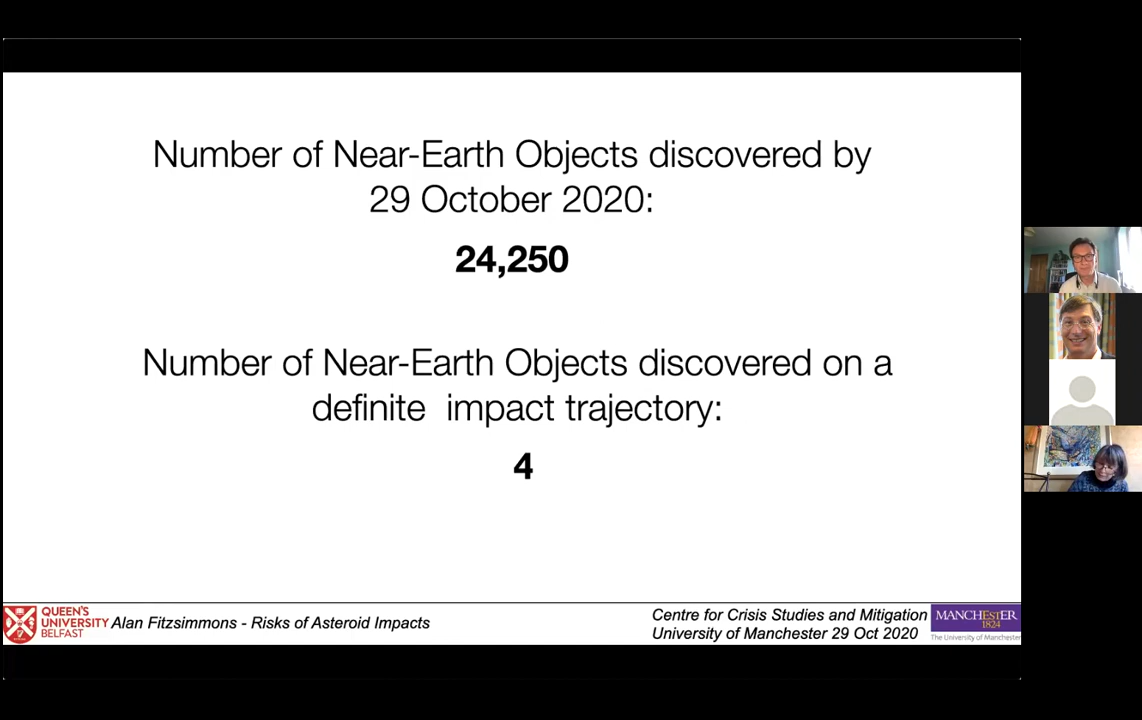 Number of Near-Earth Objects discovered by
29 October 2020:
24,250
Number of Near-Earth Objects discovered on a
definite  impact trajectory:
4
QUEEN'S
UNIVERSITY
BELFAST
Alan Fitzsimmons - Risks of Asteroid Impacts
Centre for Crisis Studies and Mitigation
University of Manchester 29 Oct 2020
MANCHESTER
1824
The University of Manchester